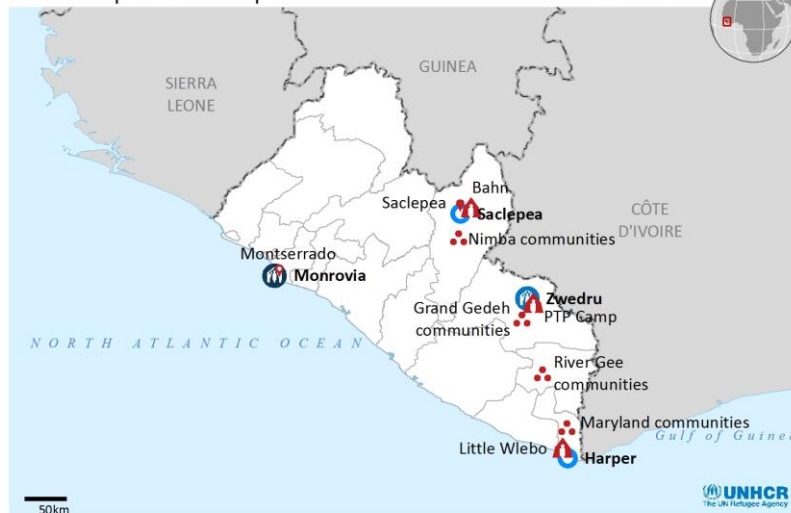 GUINEA
SIERRA
LEONE
Bahn
Saclepea
Saclepea
CÔTE
D'IVOIRE
Nimba communities
Montserrado
Monrovia
Zwedru
PTP Camp
Grand Gedeh
communities
NORTH ATLANTIC OCEAN
River Gee
communities
Maryland communities
Gulf of Guinea
Little Wlebo
Harper
50km
UNHCR
The UN Refugee Agency